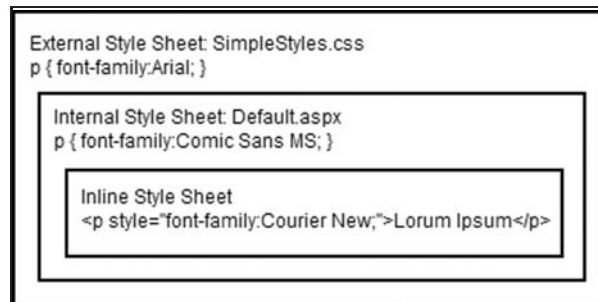 External Style Sheet: SimpleStyles.css
p { font-family:Arial; }
Internal Style Sheet: Default.aspx
p { font-family:Comic Sans MS; }
Inline Style Sheet
<p style="font-family:Courier New;">Lorum Ipsum</p>